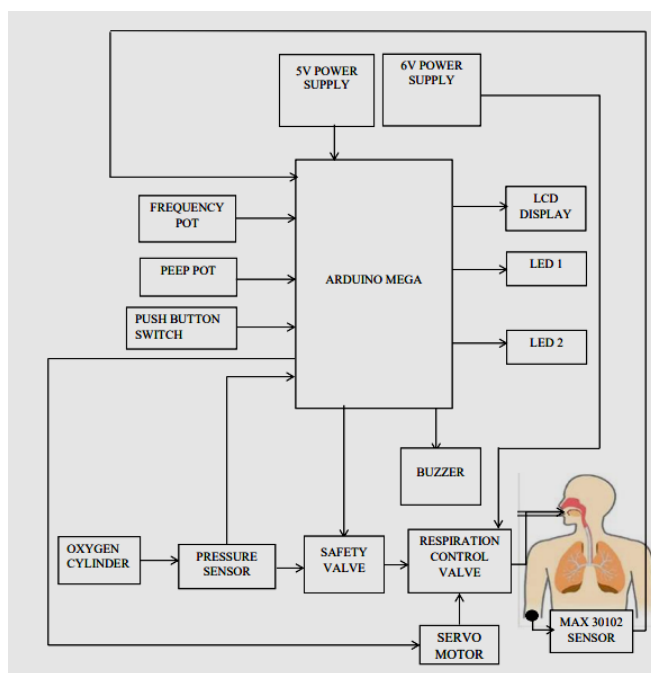 5V POWER
SUPPLY
6V POWER
SUPPLY
FREQUENCY
POT
LCD
DISPLAY
PEEP POT
ARDUINO MEGA
LED 1
PUSH BUTTON
SWITCH
LED 2
BUZZER
OXYGEN
CYLINDER
PRESSURE
SENSOR
SAFETY
VALVE
RESPIRATION
CONTROL
VALVE
SERVO
MOTOR
MAX 30102
SENSOR